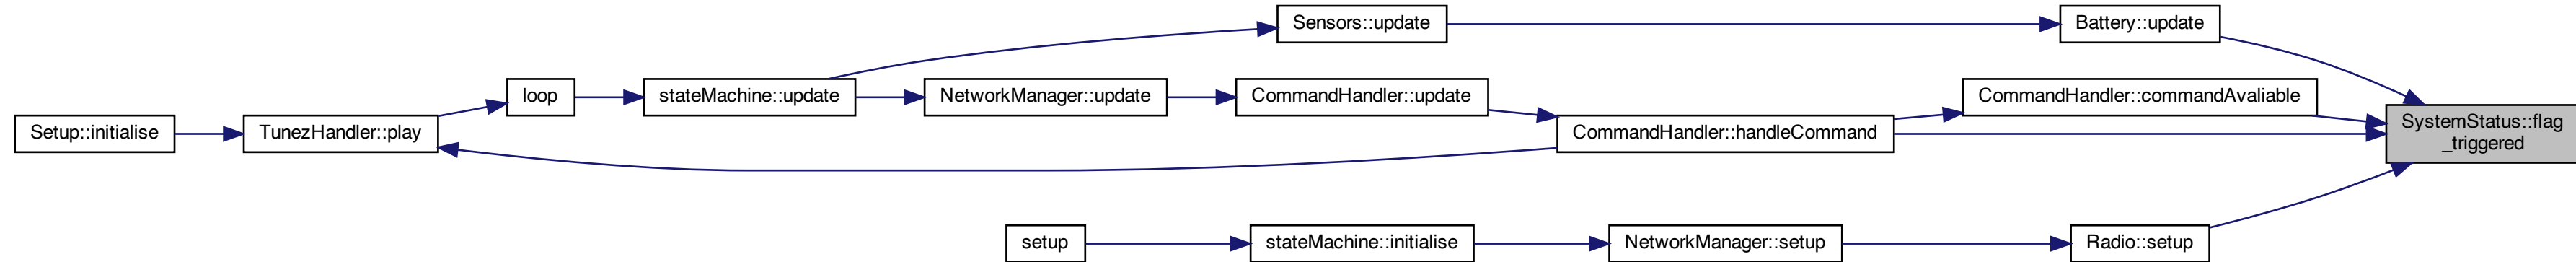 Sensors::update
Battery::update
loop
stateMachine::update
NetworkManager::update
CommandHandler::update
CommandHandler::commandAvaliable
Setup::initialise
TunezHandler::play
CommandHandler::handleCommand
SystemStatus::flag
_triggered
setup
stateMachine::initialise
NetworkManager::setup
Radio::setup